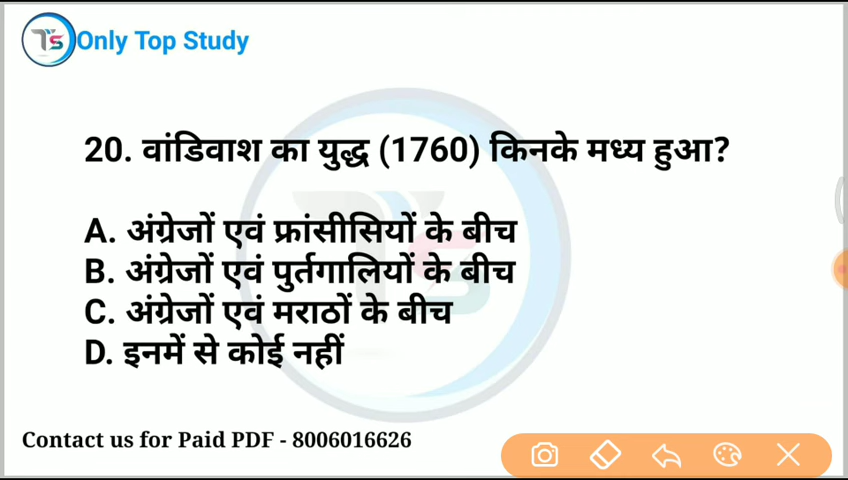 TS Only Top Study
20. वांडिवाश का युद्ध (1760) किनके मध्य हुआ?
A. अंग्रेजों एवं फ्रांसीसियों के बीच
B. अंग्रेजों एवं पुर्तगालियों के बीच
C. अंग्रेजों एवं मराठों के बीच
D. इनमें से कोई नहीं
Contact us for Paid PDF - 8006016626